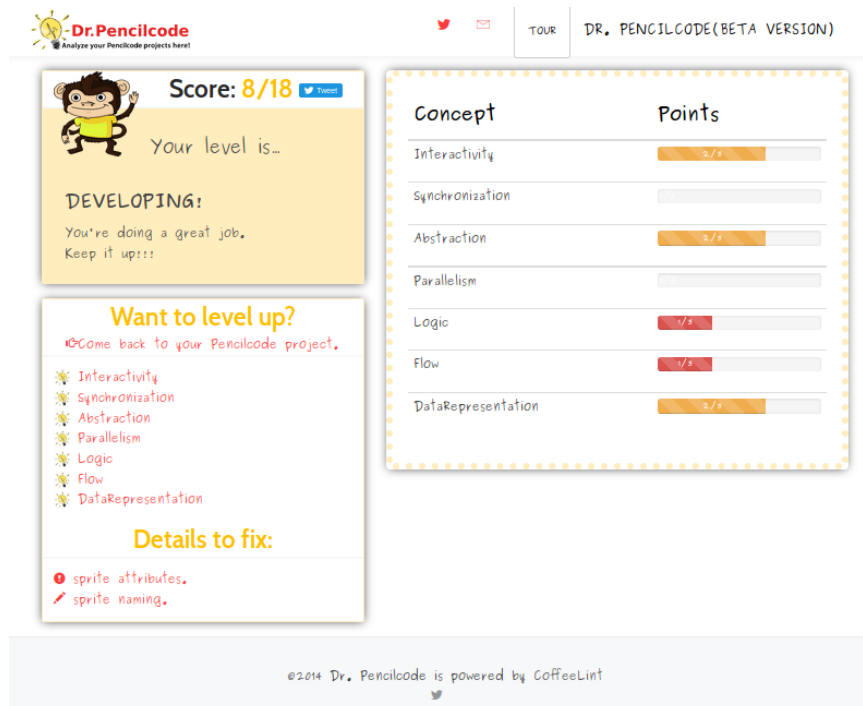 Dr.Pencilcode
Analyze your Pencilcode projects here!
TOUR
DR. PENCILCODE(BETA VERSION)
Score: 8/18 Tweet
Your level is...
DEVELOPING!
You're doing a great job.
Keep it up!!!
Want to level up?
Come back to your Pencilcode project.
Interactivity
Synchronization
Abstraction
Parallelism
Logic
Flow
DataRepresentation
Details to fix:
sprite attributes.
sprite naming.
Concept Points
Interactivity 2/3
Synchronization
Abstraction 2/3
Parallelism
Logic 1/3
Flow 1/3
DataRepresentation 2/3
©2014 Dr. Pencilcode is powered by CoffeeLint